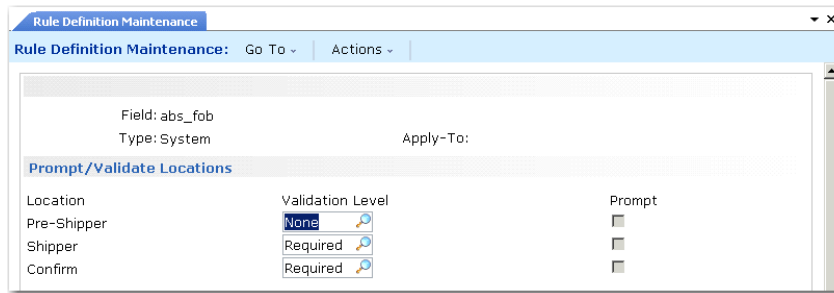 Rule Definition Maintenance
Rule Definition Maintenance: Go To Actions
Field: abs_fob
Type: System Apply-To:
Prompt/Validate Locations
Location Validation Level Prompt
Pre-Shipper None
Shipper Required
Confirm Required